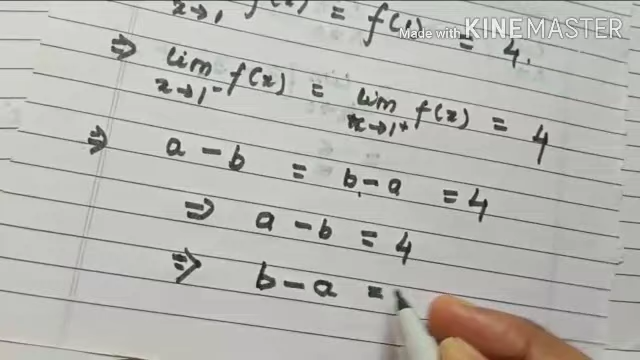 lim x→1 f(x) = f(1) = 4.
Made with KINEMASTER
⇒ lim x→1⁻ f(x) = lim x→1⁺ f(x) = 4
⇒ a - b = b - a = 4
⇒ a - b = 4
⇒ b - a =